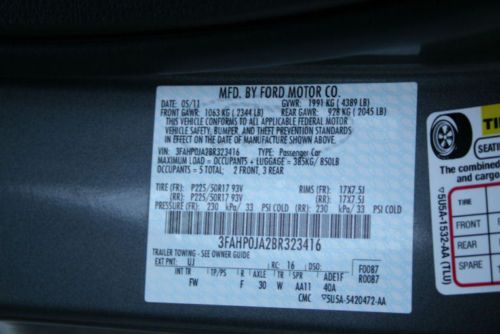 MFD. BY FORD MOTOR CO.
DATE: 05/11 GVWR: 1991 KG ( 4389 LB)
FRONT GAWR: 1063 KG ( 2344 LB) REAR GAWR: 928 KG ( 2045 LB)
THIS VEHICLE CONFORMS TO ALL APPLICABLE FEDERAL MOTOR VEHICLE
SAFETY, BUMPER, AND THEFT PREVENTION STANDARDS IN EFFECT ON
THE DATE OF MANUFACTURE SHOWN ABOVE.
VIN: 3FAHP0JA2BR323416 TYPE: Passenger Car
MAXIMUM LOAD = OCCUPANTS + LUGGAGE = 385KG/ 850LB
OCCUPANTS = 5 TOTAL: 2 FRONT, 3 REAR
TIRE (FR): P225/50R17 93V RIMS (FR): 17X7.5J
TIRE (RR): P225/50R17 93V RIMS (RR): 17X7.5J
PRESSURE (FR): 230 kPa/ 33 PSI COLD (RR): 230 kPa/ 33 PSI COLD
3FAHP0JA2BR323416
TRAILER TOWING - SEE OWNER GUIDE
EXT PNT: UJ RC: 16 DSO: F0087
R0087
INT TR TP/PS R AXLE TR SPR ADE1F
FW F 30 W AA11 40A
CMC ▽5U5A-5420472-AA
TIR
SEATIN
The combined
and cargo
TIRE
FRONT
REAR
SPARE
▽5U5A-1532-AA (TLU)